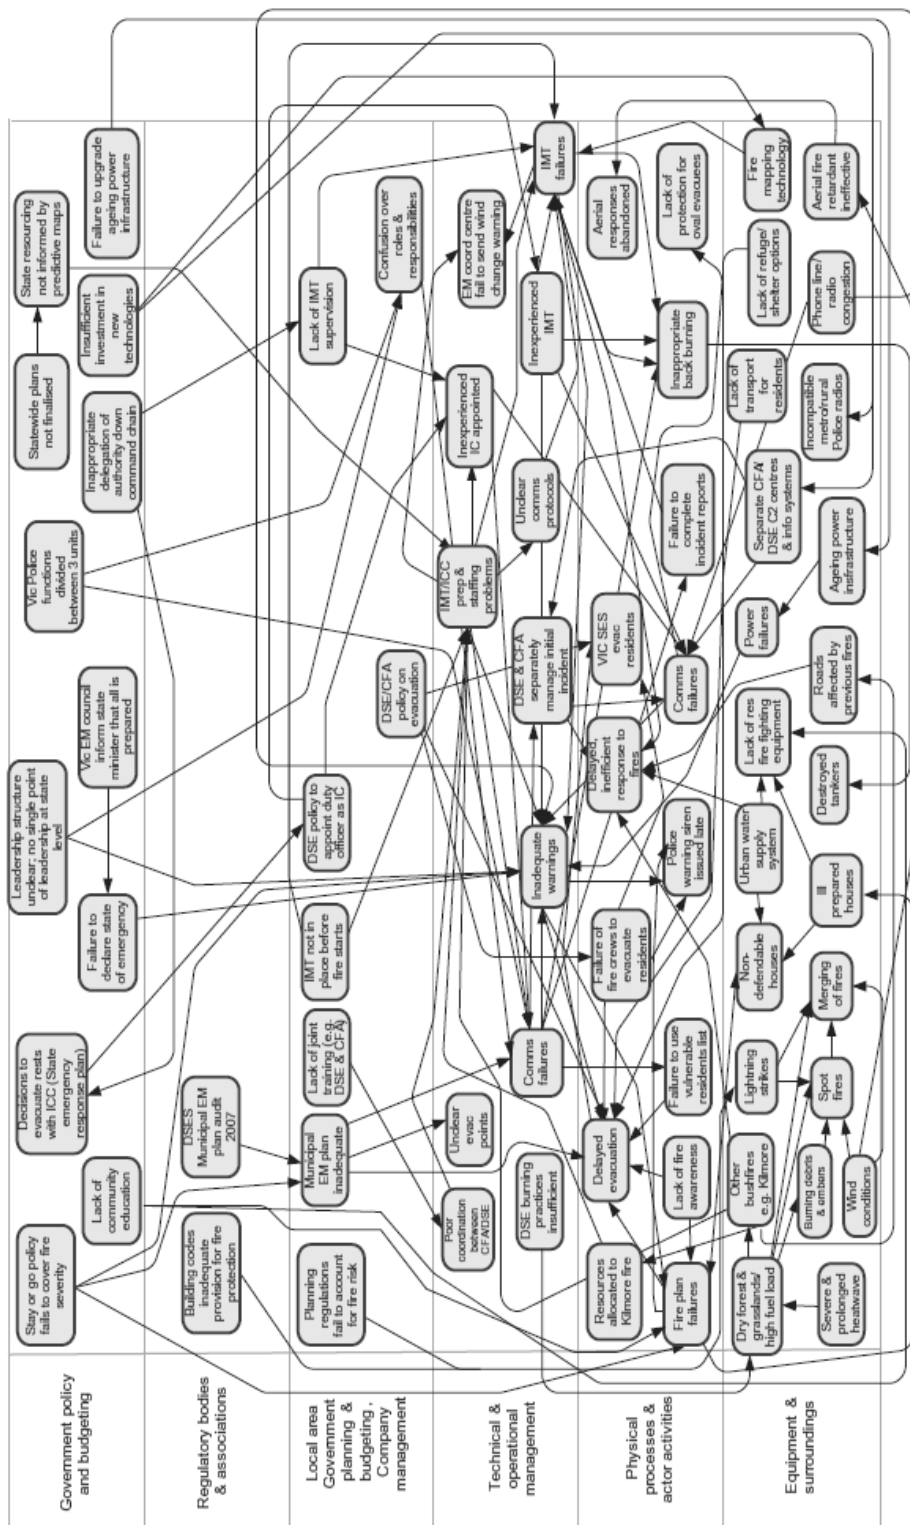 Government policy
and budgeting
Stay or go policy
fails to cover fire
severity
Lack of
community
education
Decisions to
evacuate rests
with ICC (State
emergency
response plan)
Failure to
declare state
of emergency
Leadership structure
unclear; no single point
of leadership at state
level
Vic EM council
inform state
minister that all is
prepared
Vic Police
functions
divided
between 3 units
Inappropriate
delegation of
authority down
command chain
Statewide plans
not finalised
Insufficient
investment in
new
technologies
State resourcing
not informed by
predictive maps
Failure to upgrade
ageing power
infrastructure
Regulatory bodies
& associations
Building codes
inadequate
provision for fire
protection
DSES
Municipal EM
plan audit
2007
Local area
Government
planning &
budgeting ,
Company
management
Planning
regulations
fail to account
for fire risk
Municipal
EM plan
inadequate
Lack of joint
training (e.g.
DSE & CFA)
IMT not in
place before
fire starts
DSE policy to
appoint duty
officer as IC
DSE/CFA
policy on
evacuation
Lack of IMT
supervision
Confusion over
roles &
responsibilities
Technical &
operational
management
Poor
coordination
between
CFA/DSE
DSE burning
practices
insufficient
Unclear
evac
points
Comms
failures
Inadequate
warnings
DSE & CFA
separately
manage initial
incident
IMT/ICC
prep &
staffing
problems
Unclear
comms
protocols
Inexperienced
IC appointed
Inexperienced
IMT
EM coord centre
fail to send wind
change warning
IMT
failures
Physical
processes &
actor activities
Resources
allocated to
Kilmore fire
Fire plan
failures
Lack of fire
awareness
Delayed
evacuation
Failure to use
vulnerable
residents list
Failure of
fire crews to
evacuate
residents
Police
warning siren
issued late
Delayed,
inefficient
response to
fires
Comms
failures
VIC SES
evac
residents
Failure to
complete
incident reports
Inappropriate
back burning
Aerial
responses
abandoned
Lack of
protection for
oval evacuees
Equipment &
surroundings
Dry forest &
grasslands/
high fuel load
Severe &
prolonged
heatwave
Other
bushfires
e.g. Kilmore
Burning debris
& embers
Wind
conditions
Lightning
strikes
Spot
fires
Merging
of fires
Non-
defendable
houses
Ill
prepared
houses
Urban water
supply
system
Lack of res
fire fighting
equipment
Destroyed
tankers
Power
failures
Roads
affected by
previous fires
Ageing power
insfrastructure
Separate CFA/
DSE C2 centres
& info systems
Lack of
transport
for
residents
Incompatible
metro/rural
Police radios
Lack of refuge/
shelter options
Phone line/
radio
congestion
Fire
mapping
technology
Aerial fire
retardant
ineffective